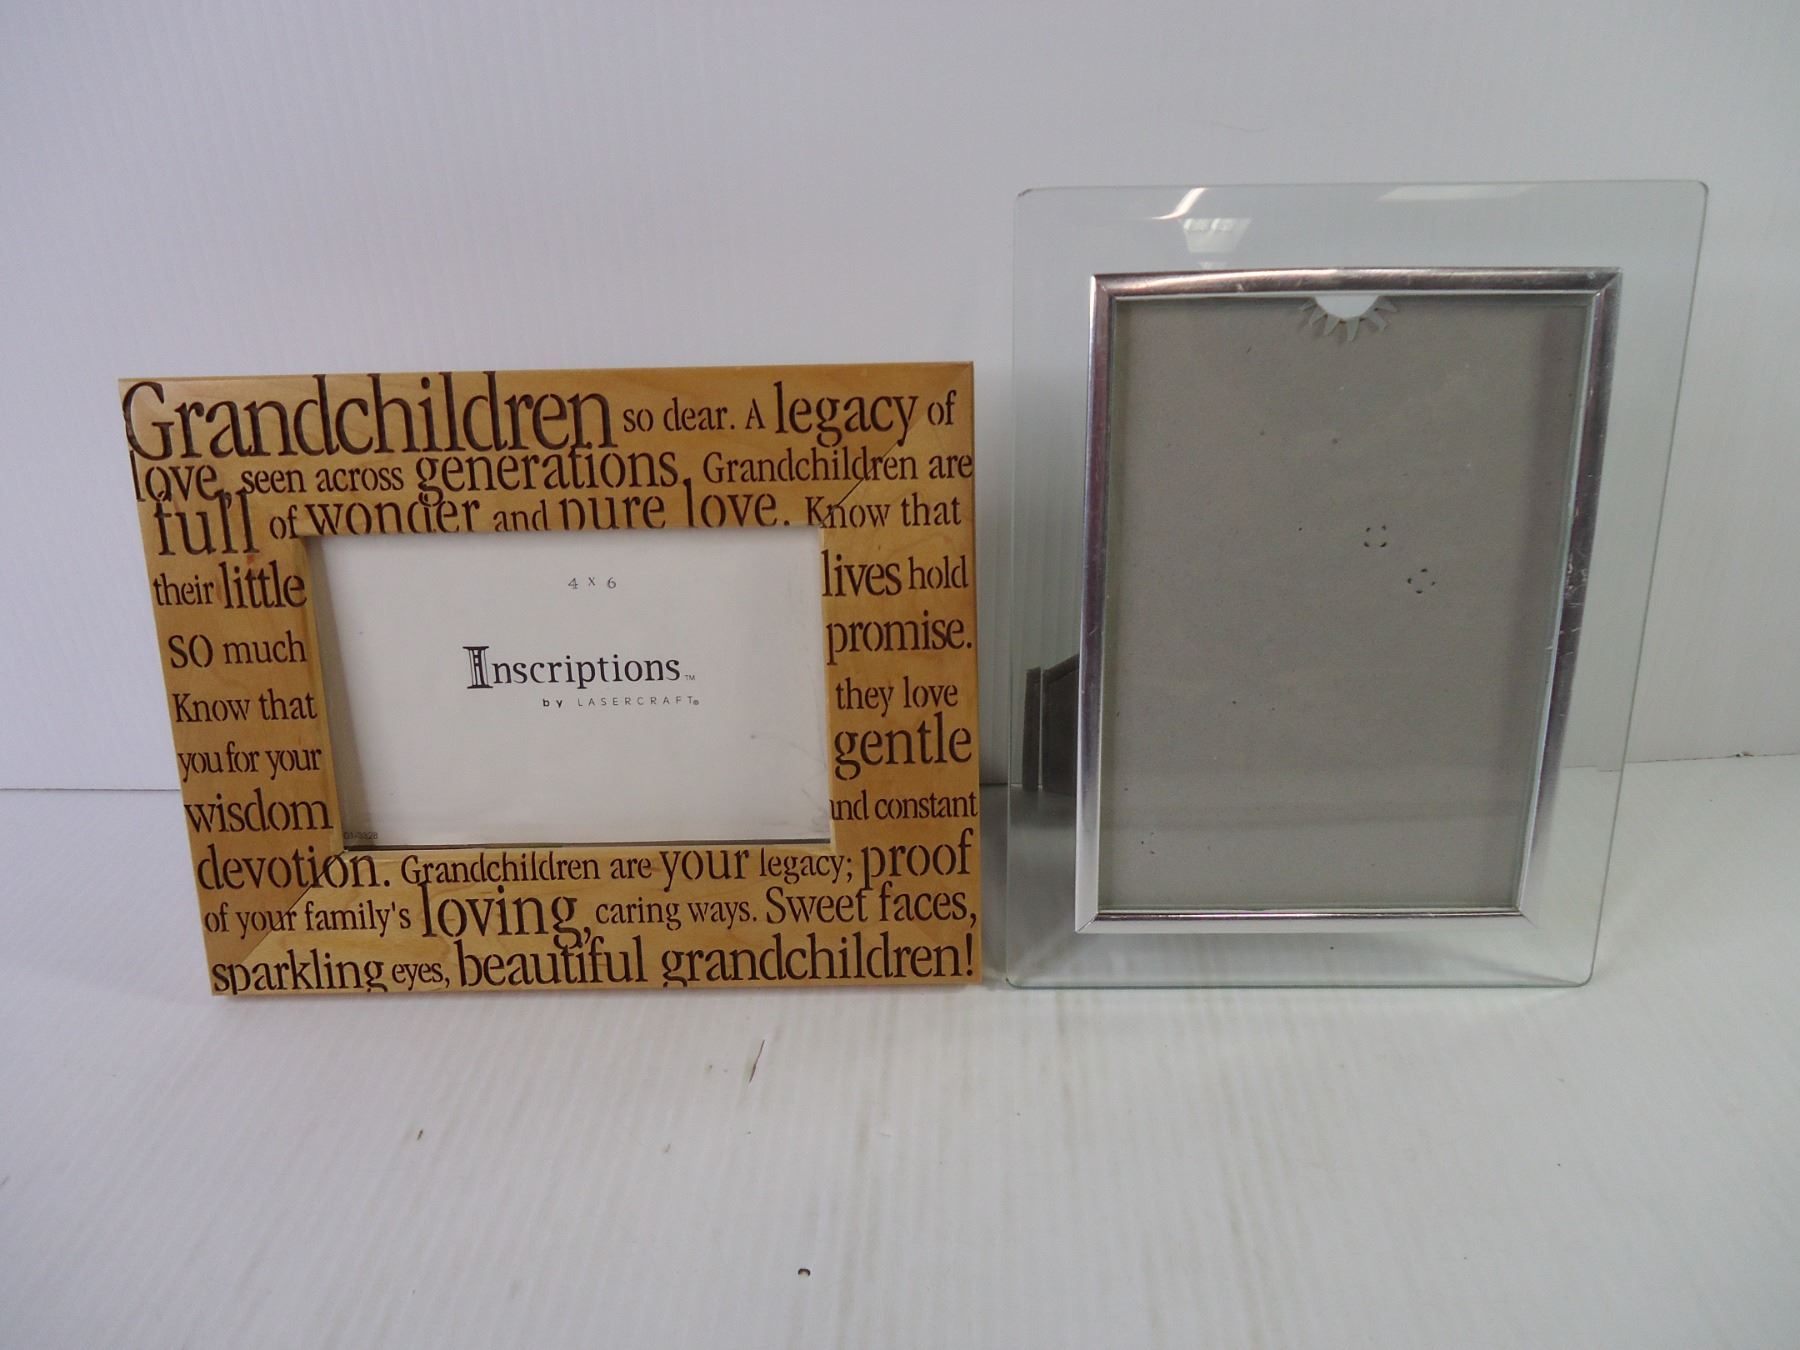 Grandchildren so dear. A legacy of
love, seen across generations. Grandchildren are
full of wonder and pure love. Know that
their little lives hold
so much promise.
Know that they love
you for your gentle
wisdom and constant
devotion. Grandchildren are your legacy; proof
of your family's loving, caring ways. Sweet faces,
sparkling eyes, beautiful grandchildren!
4 x 6
Inscriptions™
by LASERCRAFT®
01-3328